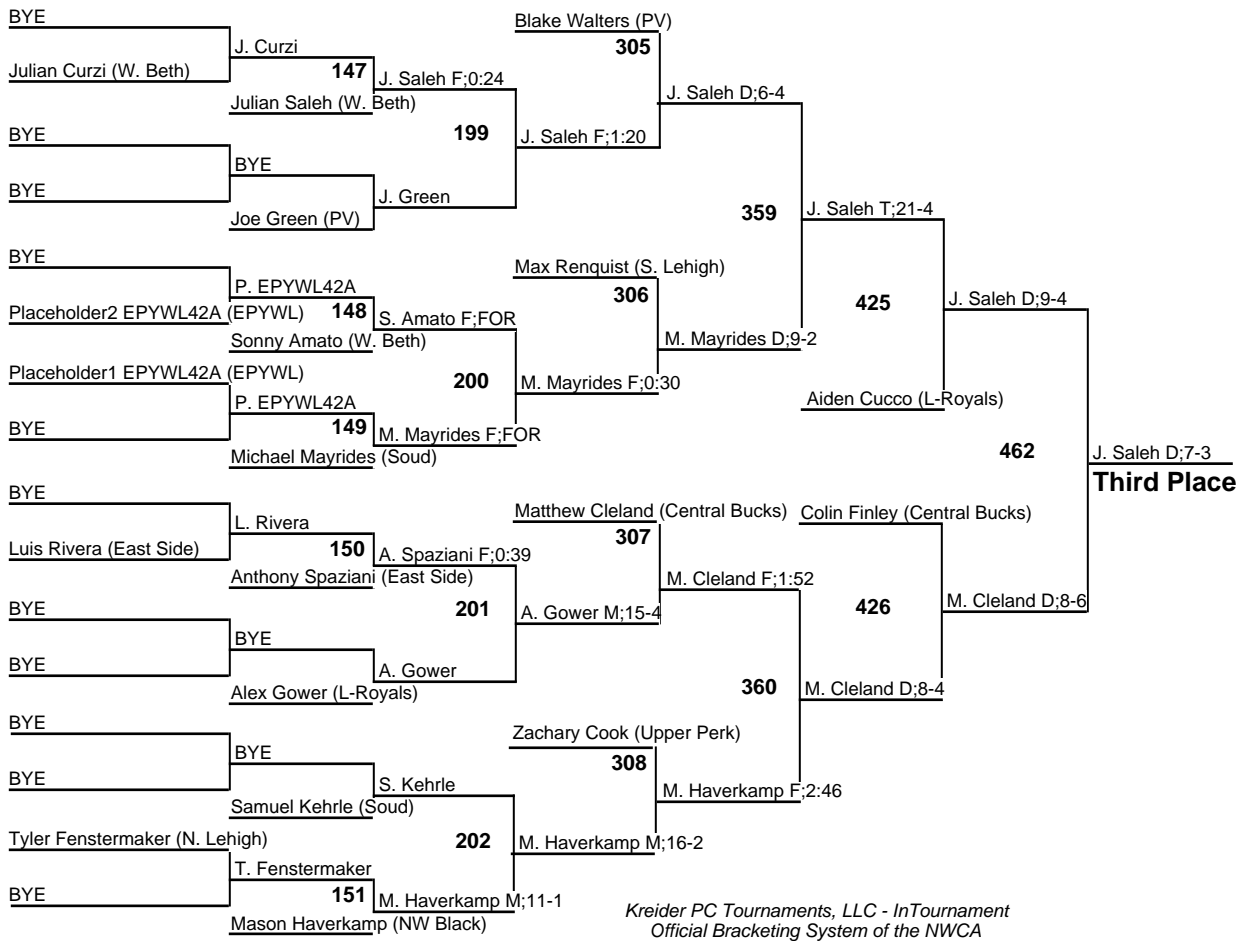 BYE
Blake Walters (PV)
J. Curzi
305
Julian Curzi (W. Beth)
147
J. Saleh F;0:24
J. Saleh D;6-4
Julian Saleh (W. Beth)
BYE
199
J. Saleh F;1:20
BYE
BYE
J. Green
359
J. Saleh T;21-4
Joe Green (PV)
BYE
Max Renquist (S. Lehigh)
P. EPYWL42A
306
425
J. Saleh D;9-4
Placeholder2 EPYWL42A (EPYWL)
148
S. Amato F;FOR
Sonny Amato (W. Beth)
M. Mayrides D;9-2
Placeholder1 EPYWL42A (EPYWL)
200
M. Mayrides F;0:30
P. EPYWL42A
Aiden Cucco (L-Royals)
BYE
149
M. Mayrides F;FOR
Michael Mayrides (Soud)
462
J. Saleh D;7-3
Third Place
BYE
Matthew Cleland (Central Bucks)
Colin Finley (Central Bucks)
L. Rivera
307
Luis Rivera (East Side)
150
A. Spaziani F;0:39
Anthony Spaziani (East Side)
M. Cleland F;1:52
BYE
201
A. Gower M;15-4
426
M. Cleland D;8-6
BYE
BYE
A. Gower
360
M. Cleland D;8-4
Alex Gower (L-Royals)
BYE
Zachary Cook (Upper Perk)
BYE
308
BYE
S. Kehrle
M. Haverkamp F;2:46
Samuel Kehrle (Soud)
Tyler Fenstermaker (N. Lehigh)
202
M. Haverkamp M;16-2
T. Fenstermaker
BYE
151
M. Haverkamp M;11-1
Mason Haverkamp (NW Black)
Kreider PC Tournaments, LLC - InTournament
Official Bracketing System of the NWCA